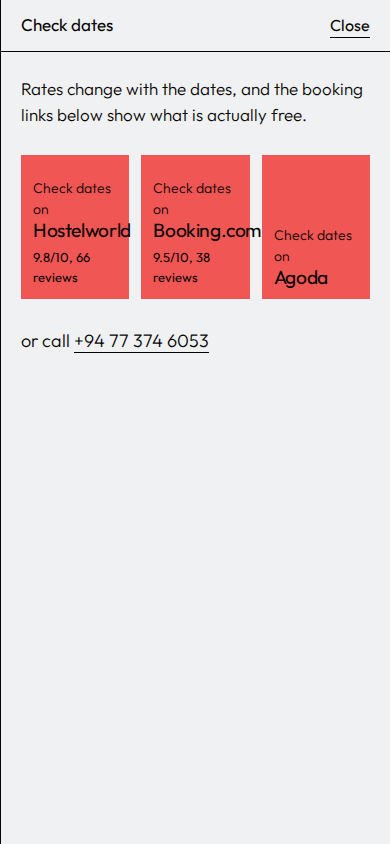 Check dates
Close
Rates change with the dates, and the booking
links below show what is actually free.
Check dates
on
Hostelworld
9.8/10, 66
reviews
Check dates
on
Booking.com
9.5/10, 38
reviews
Check dates
on
Agoda
or call +94 77 374 6053